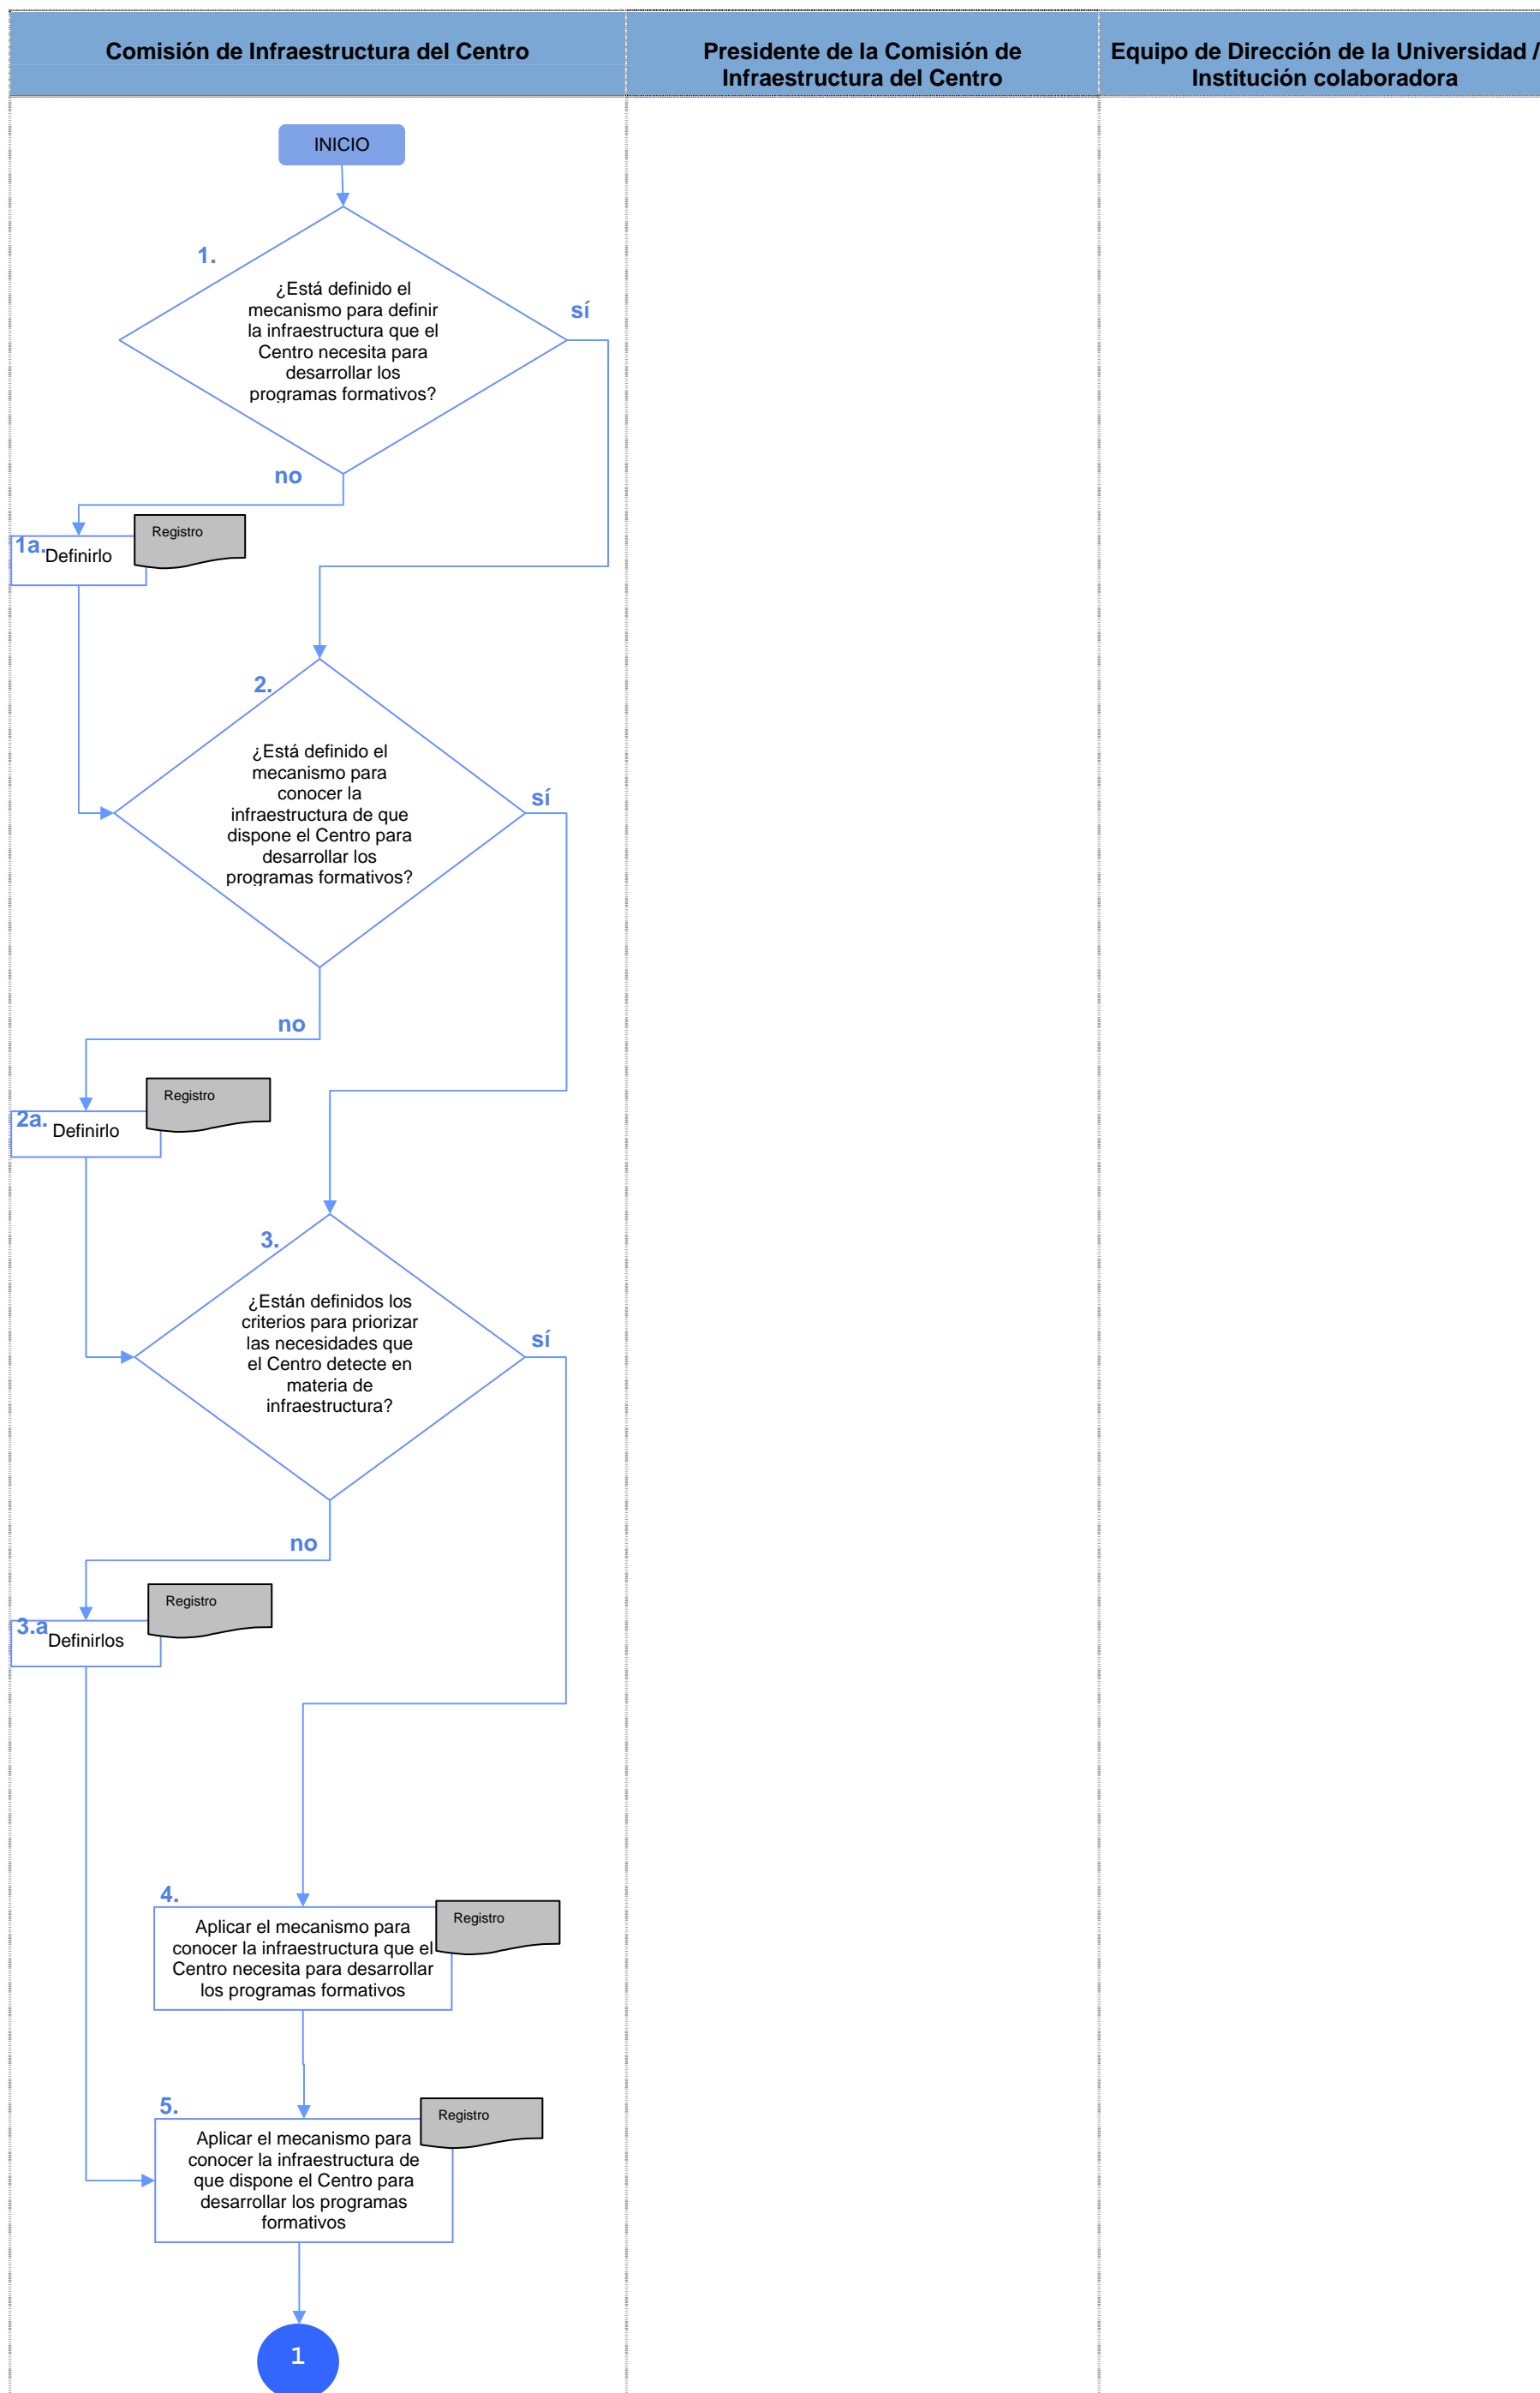 Comisión de Infraestructura del Centro
Presidente de la Comisión de
Infraestructura del Centro
Equipo de Dirección de la Universidad /
Institución colaboradora
INICIO
1.
¿Está definido el
mecanismo para definir
la infraestructura que el
Centro necesita para
desarrollar los
programas formativos?
sí
no
1a.
Definirlo
Registro
2.
¿Está definido el
mecanismo para
conocer la
infraestructura de que
dispone el Centro para
desarrollar los
programas formativos?
sí
no
2a.
Definirlo
Registro
3.
¿Están definidos los
criterios para priorizar
las necesidades que
el Centro detecte en
materia de
infraestructura?
sí
no
3.a
Definirlos
Registro
4.
Aplicar el mecanismo para
conocer la infraestructura que el
Centro necesita para desarrollar
los programas formativos
Registro
5.
Aplicar el mecanismo para
conocer la infraestructura de
que dispone el Centro para
desarrollar los programas
formativos
Registro
1